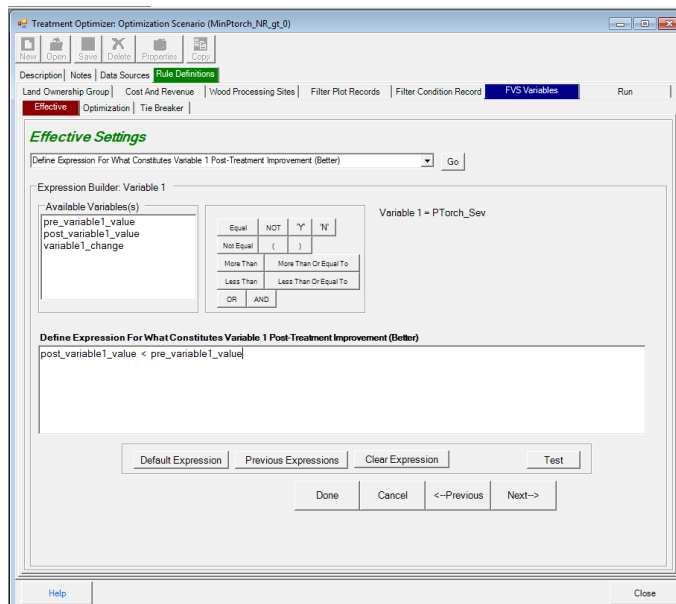 Treatment Optimizer: Optimization Scenario (MinPtorch_NR_gt_0)
New Open Save Delete Properties Copy
Description Notes Data Sources Rule Definitions
Land Ownership Group Cost And Revenue Wood Processing Sites Filter Plot Records Filter Condition Record FVS Variables Run
Effective Optimization Tie Breaker
Effective Settings
Define Expression For What Constitutes Variable 1 Post-Treatment Improvement (Better) Go
Expression Builder: Variable 1
Available Variables(s)
pre_variable1_value
post_variable1_value
variable1_change
Equal NOT 'Y' 'N'
Not Equal ( )
More Than More Than Or Equal To
Less Than Less Than Or Equal To
OR AND
Variable 1 = PTorch_Sev
Define Expression For What Constitutes Variable 1 Post-Treatment Improvement (Better)
post_variable1_value < pre_variable1_value
Default Expression Previous Expressions Clear Expression Test
Done Cancel <--Previous Next-->
Help Close